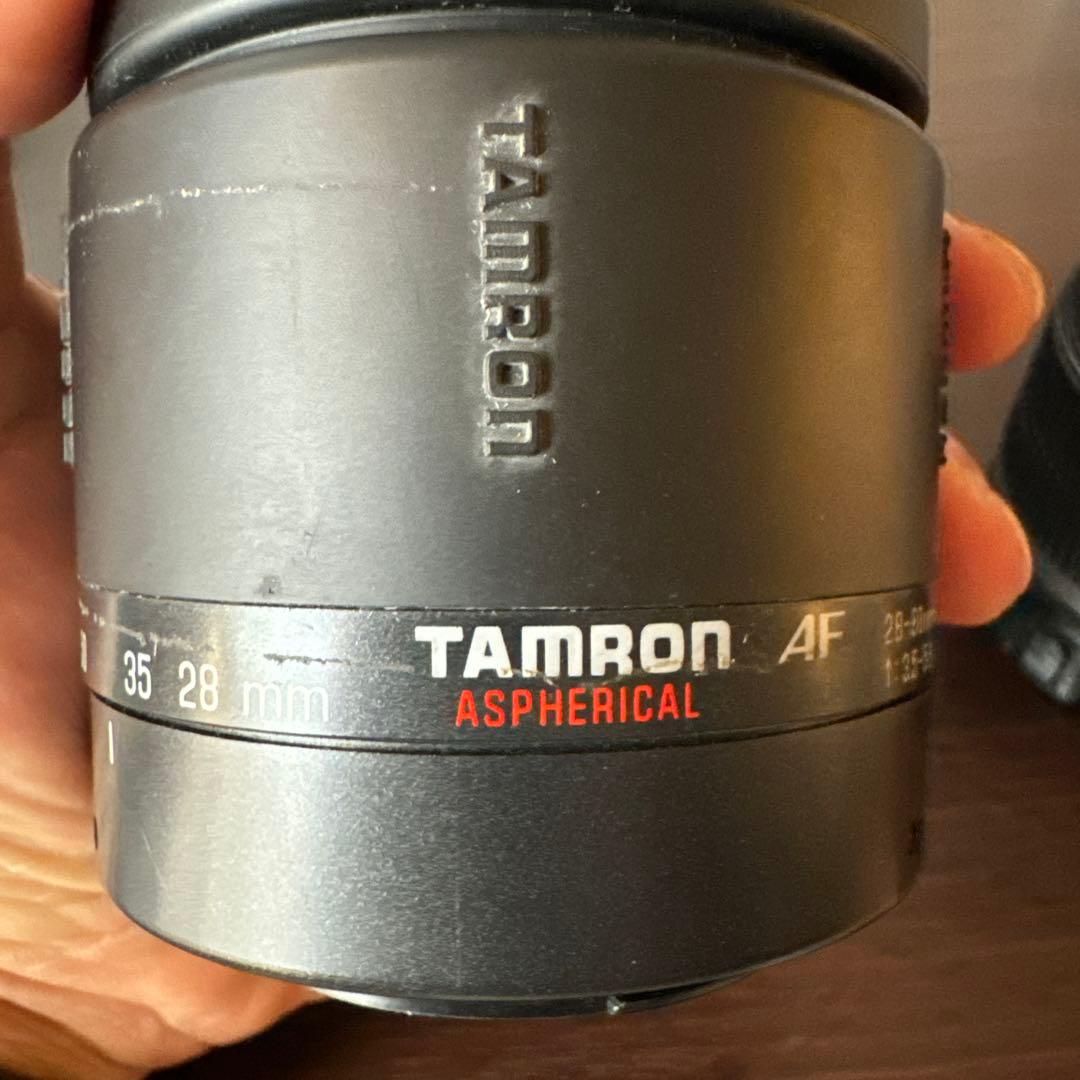 TAMRON
35 28 mm
TAMRON AF
ASPHERICAL